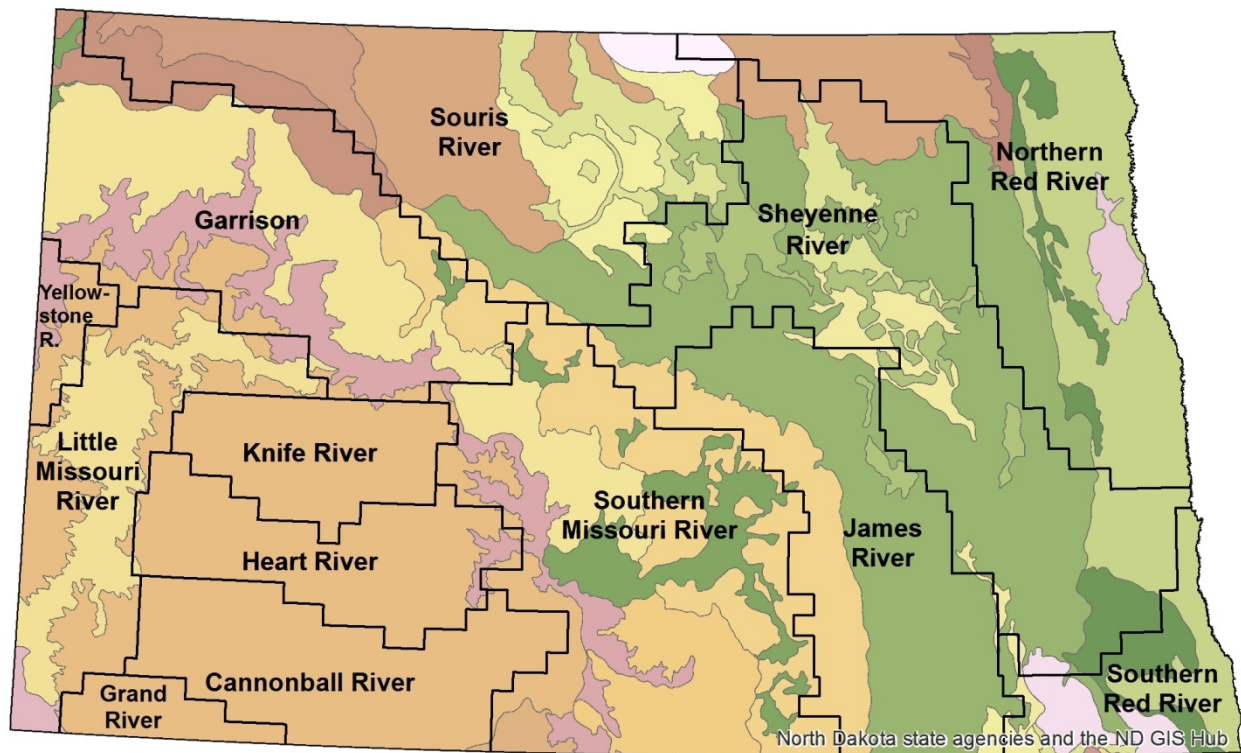 Souris
River
Northern
Red River
Garrison
Sheyenne
River
Yellow-
stone
R.
Little
Missouri
River
Knife River
Southern
Missouri River
James
River
Heart River
Cannonball River
Grand
River
Southern
Red River
North Dakota state agencies and the ND GIS Hub